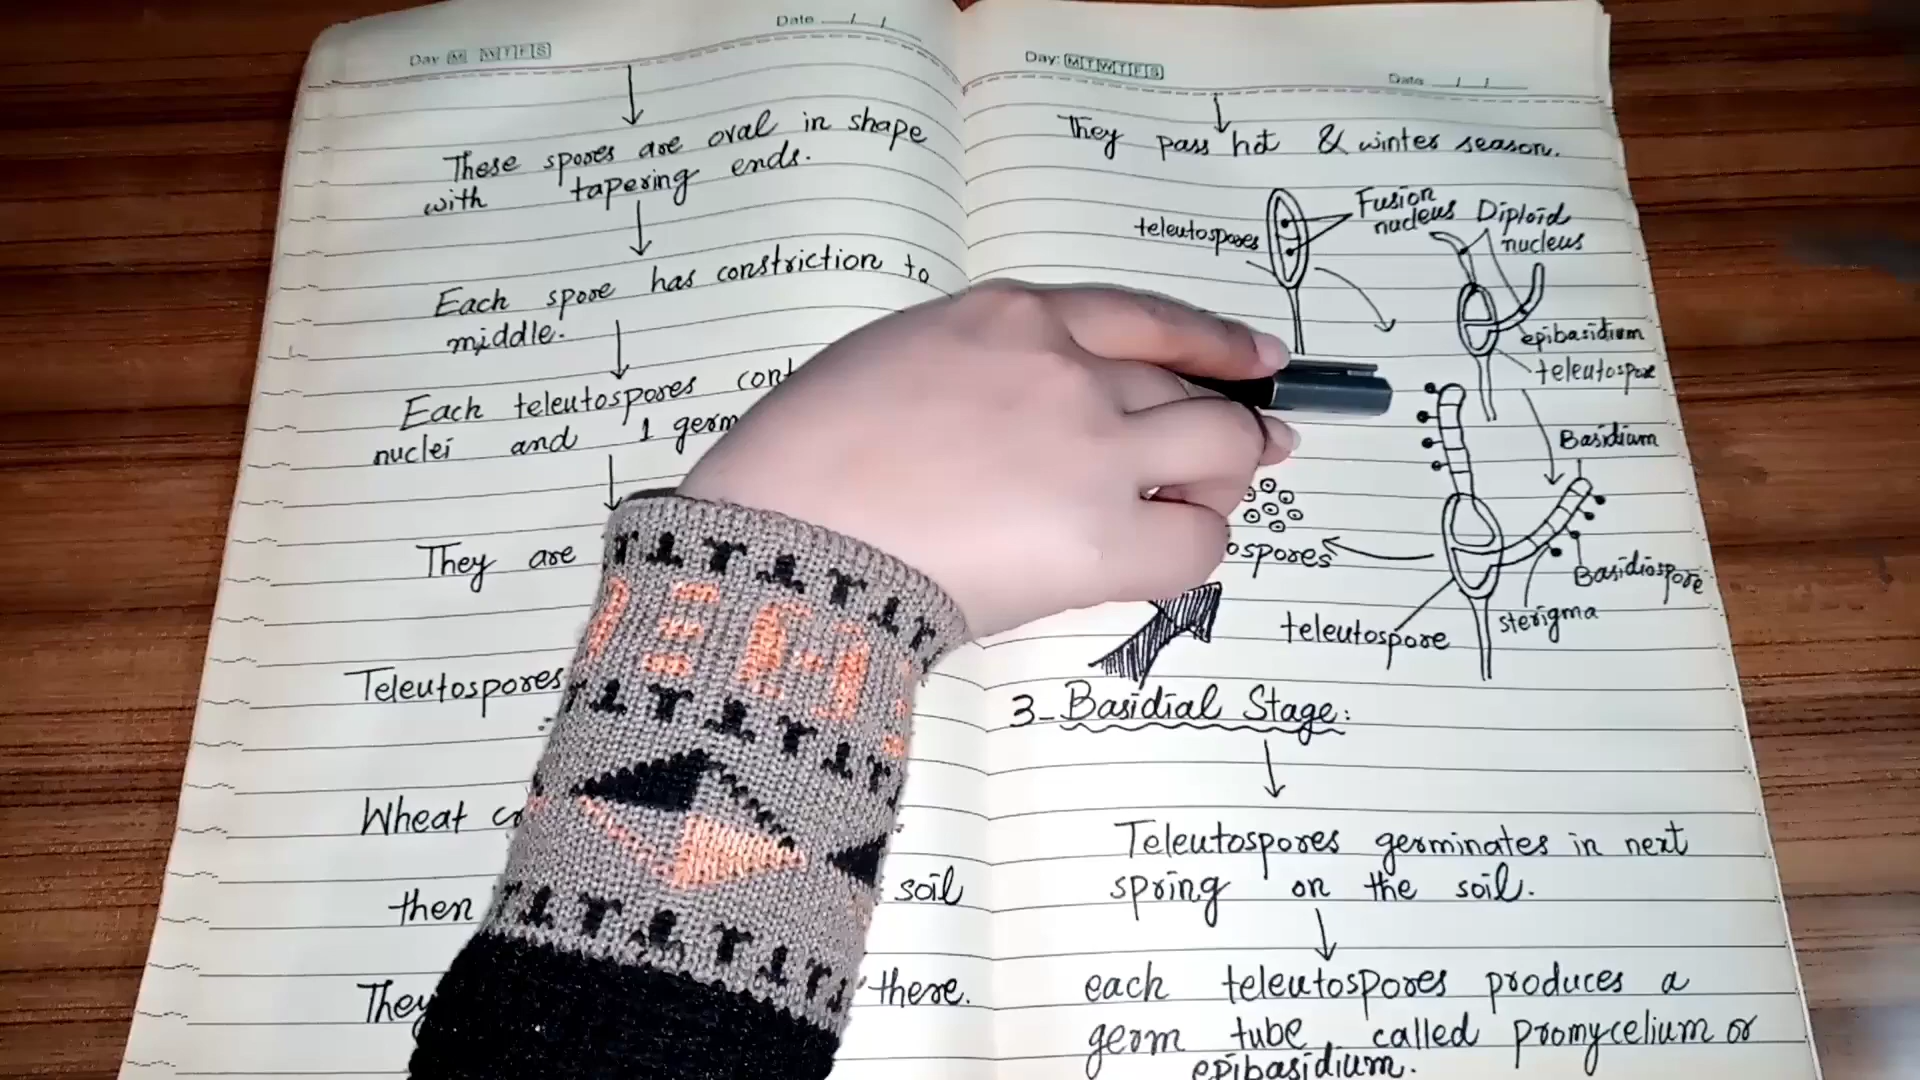 Day M W T F S
Date
These spores are oval in shape
with tapering ends.
Each spore has constriction to
middle.
Each teleutospores
nuclei and 1
They are
Teleutospores
Wheat
then soil
They there.
Day: M T W T F S
Date
They pass hot & winter season.
teleutospores
Fusion
nucleus
Diploid
nucleus
epibasidium
teleutospore
Basidium
Basidiospore
sterigma
teleutospore
3- Basidial Stage:
Teleutospores germinates in next
spring on the soil.
each teleutospores produces a
germ tube called promycelium or
epibasidium.